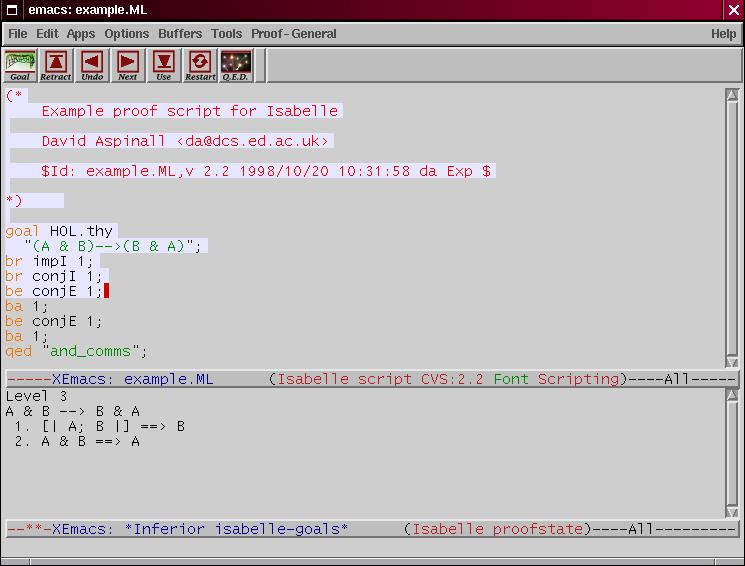 emacs: example.ML
File Edit Apps Options Buffers Tools Proof-General Help
Goal Retract Undo Next Use Restart Q.E.D.
(*
    Example proof script for Isabelle
    David Aspinall <da@dcs.ed.ac.uk>
    $Id: example.ML,v 2.2 1998/10/20 10:31:58 da Exp $
*)
goal HOL.thy
  "(A & B)-->(B & A)";
br impI 1;
br conjI 1;
be conjE 1;
ba 1;
be conjE 1;
ba 1;
qed "and_comms";
-----XEmacs: example.ML      (Isabelle script CVS:2.2 Font Scripting)----All-----
Level 3
A & B --> B & A
 1. [| A; B |] ==> B
 2. A & B ==> A
--**-XEmacs: *Inferior isabelle-goals*      (Isabelle proofstate)----All---------